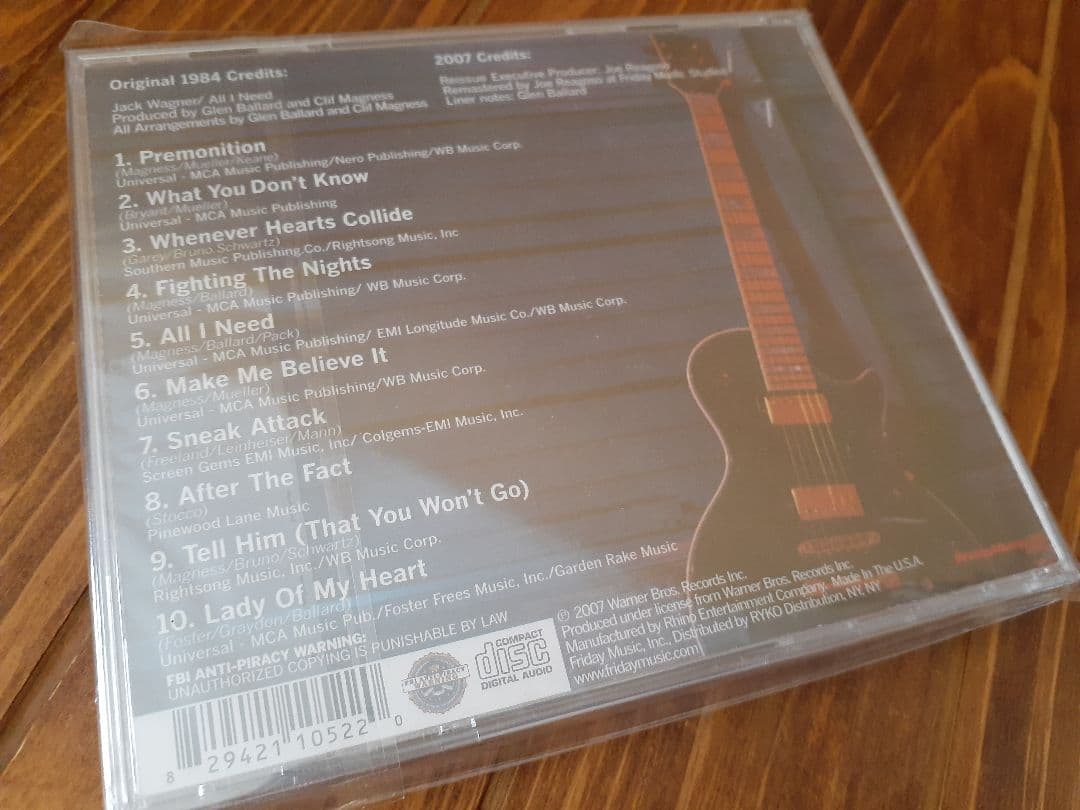 Original 1984 Credits:
Jack Wagner/ All I Need
Produced by Glen Ballard and Clif Magness
All Arrangements by Glen Ballard and Clif Magness
2007 Credits:
Reissue Executive Producer: Joe Reagoso
Remastered by Joe Reagoso at Friday Music Studios
Liner notes: Glen Ballard
1. Premonition
(Magness/Mueller/Keane)
Universal - MCA Music Publishing/Nero Publishing/WB Music Corp.
2. What You Don't Know
(Bryant/Mueller)
Universal - MCA Music Publishing
3. Whenever Hearts Collide
(Garey/Bruno.Schwartz)
Southern Music Publishing.Co./Rightsong Music, Inc
4. Fighting The Nights
(Magness/Ballard)
Universal - MCA Music Publishing/ WB Music Corp.
5. All I Need
(Magness/Ballard/Pack)
Universal - MCA Music Publishing/ EMI Longitude Music Co./WB Music Corp.
6. Make Me Believe It
(Magness/Mueller)
Universal - MCA Music Publishing/WB Music Corp.
7. Sneak Attack
(Freeland/Leinheiser/Mann)
Screen Gems EMI Music, Inc/ Colgems-EMI Music, Inc.
8. After The Fact
(Stocco)
Pinewood Lane Music
9. Tell Him (That You Won't Go)
(Magness/Bruno/Schwartz)
Rightsong Music, Inc./WB Music Corp.
10. Lady Of My Heart
(Foster/Graydon/Ballard)
Universal - MCA Music Pub./Foster Frees Music, Inc./Garden Rake Music
FBI ANTI-PIRACY WARNING:
UNAUTHORIZED COPYING IS PUNISHABLE BY LAW
℗ 2007 Warner Bros. Records Inc.
Produced under license from Warner Bros. Records Inc.
Manufactured by Rhino Entertainment Company. Made In The U.S.A.
Friday Music, Inc., Distributed by RYKO Distribution, NY, NY
www.fridaymusic.com
COMPACT
disc
DIGITAL AUDIO
8 29421 10522 0